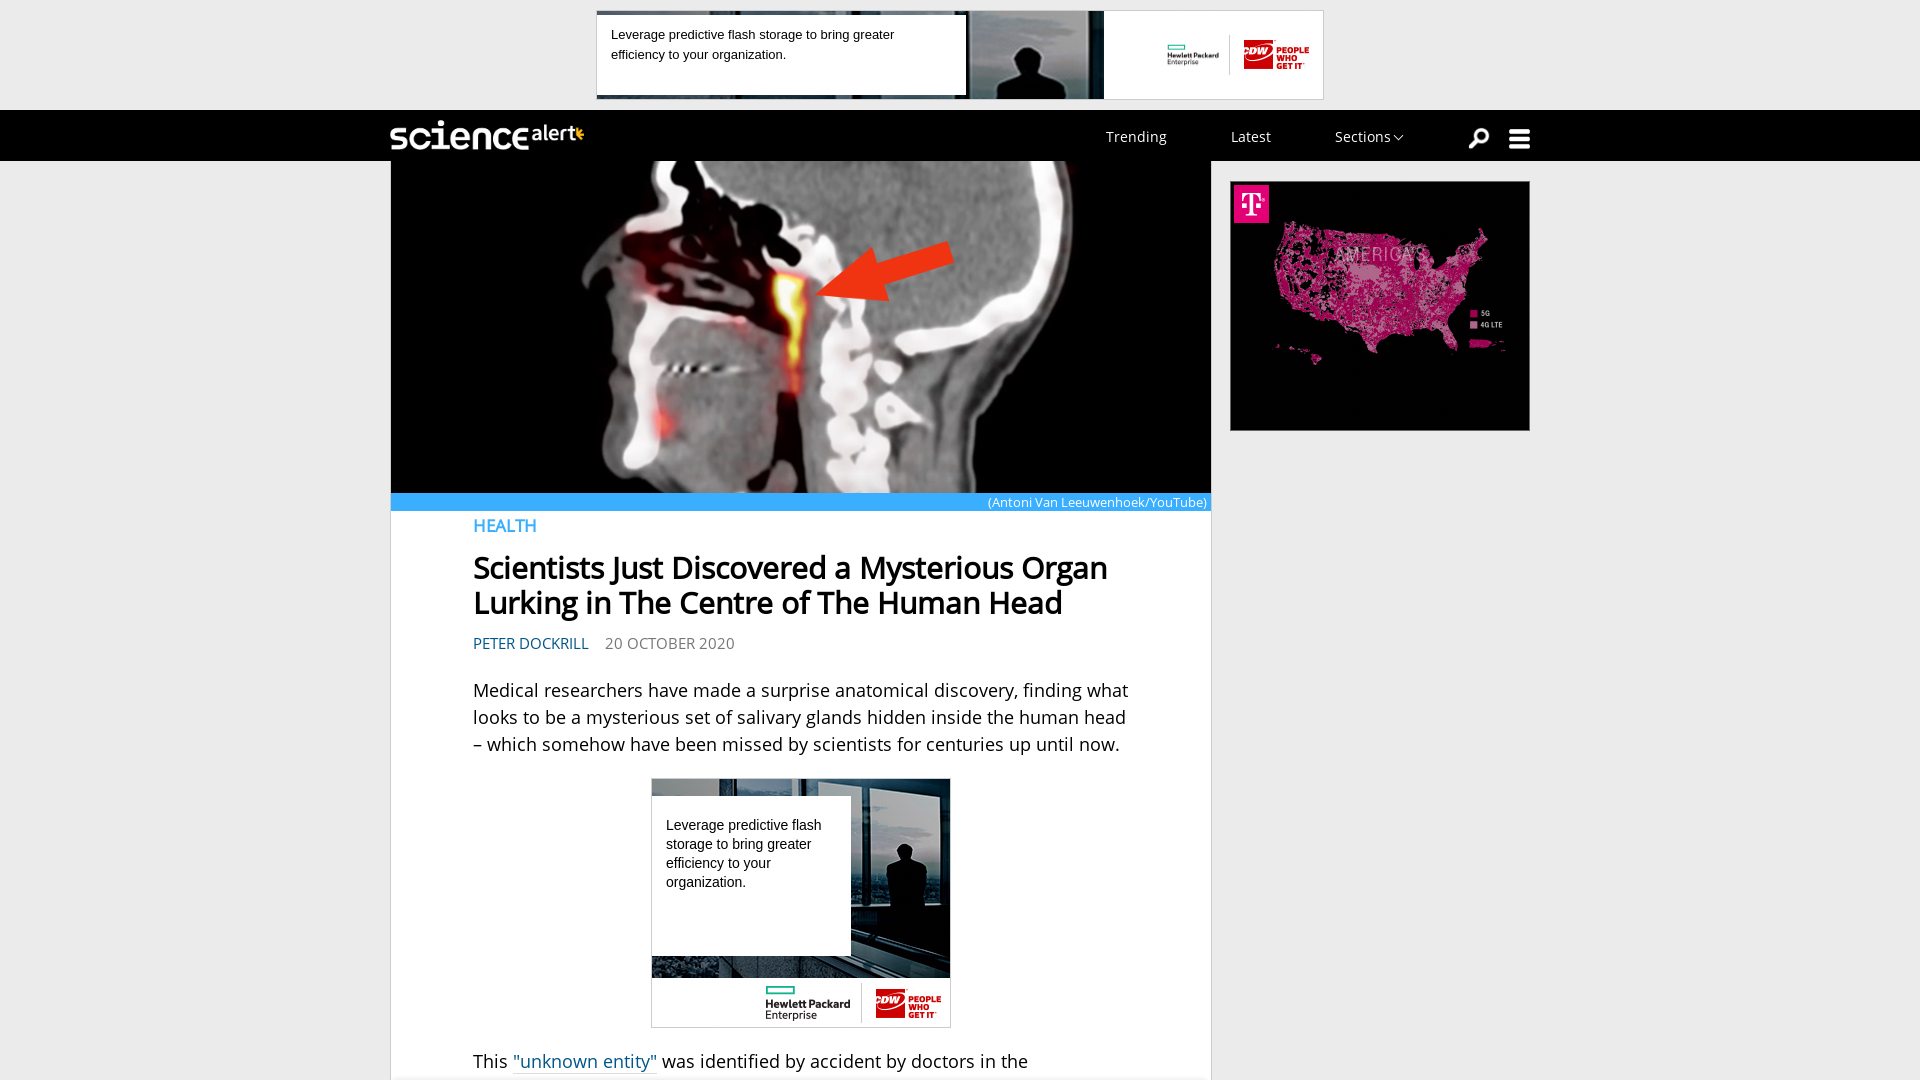 Leverage predictive flash storage to bring greater
efficiency to your organization.
Hewlett Packard
Enterprise
CDW
PEOPLE
WHO
GET IT
science alert
Trending
Latest
Sections
T
AMERICA'S
5G
4G LTE
(Antoni Van Leeuwenhoek/YouTube)
HEALTH
Scientists Just Discovered a Mysterious Organ
Lurking in The Centre of The Human Head
PETER DOCKRILL 20 OCTOBER 2020
Medical researchers have made a surprise anatomical discovery, finding what
looks to be a mysterious set of salivary glands hidden inside the human head
– which somehow have been missed by scientists for centuries up until now.
Leverage predictive flash
storage to bring greater
efficiency to your
organization.
Hewlett Packard
Enterprise
CDW
PEOPLE
WHO
GET IT
This "unknown entity" was identified by accident by doctors in the